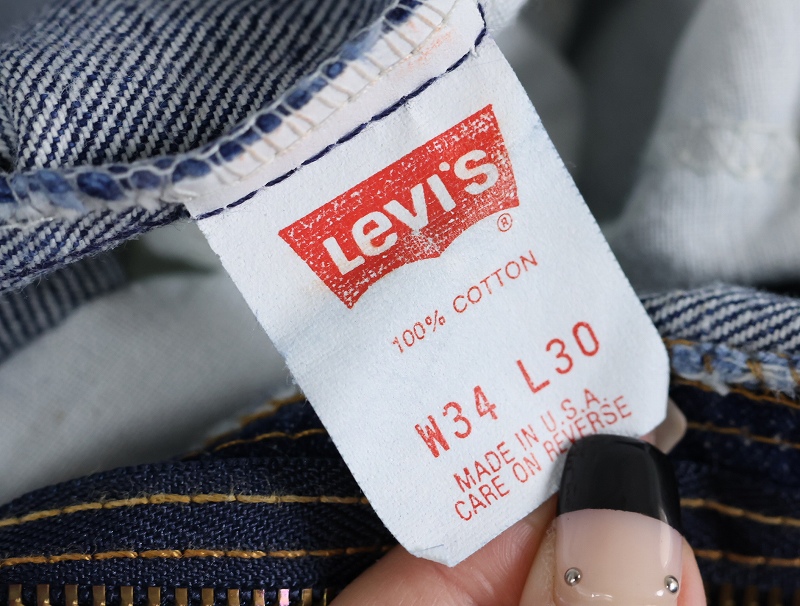 Levi's ®
100% COTTON
W34 L30
MADE IN U.S.A.
CARE ON REVERSE